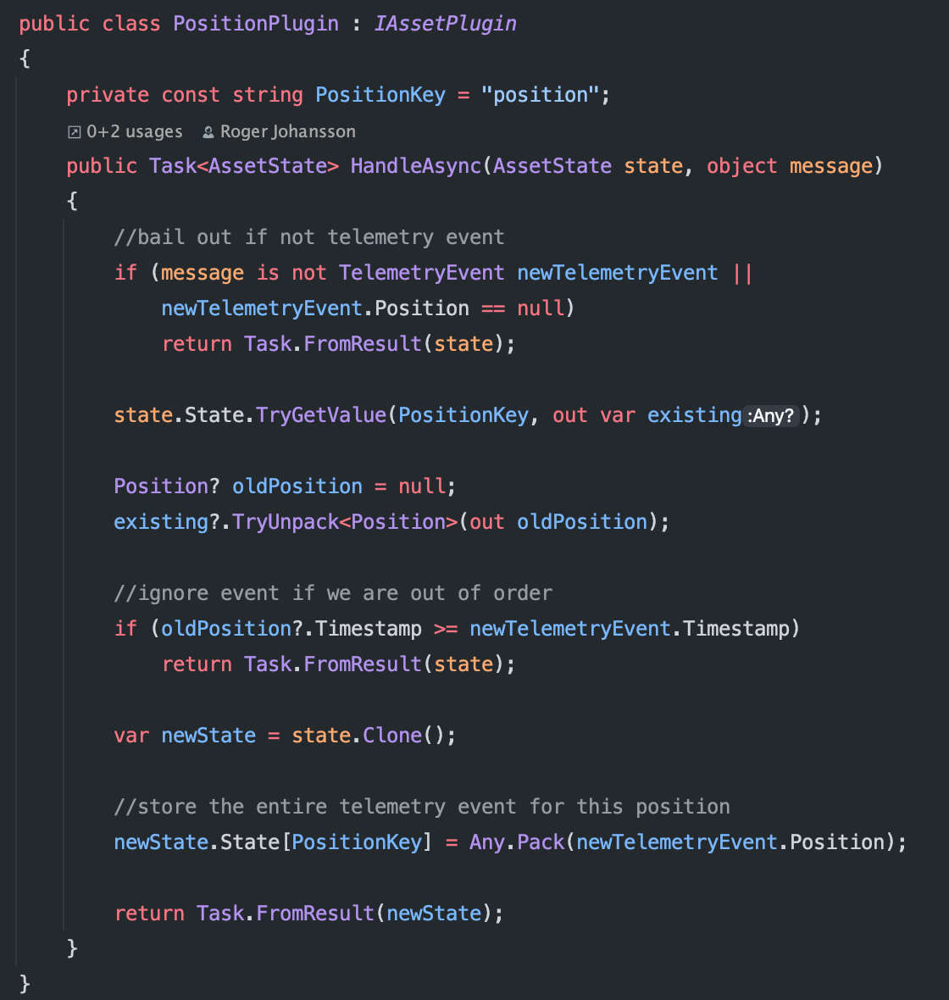 public class PositionPlugin : IAssetPlugin
{
    private const string PositionKey = "position";
    0+2 usages   Roger Johansson
    public Task<AssetState> HandleAsync(AssetState state, object message)
    {
        //bail out if not telemetry event
        if (message is not TelemetryEvent newTelemetryEvent ||
            newTelemetryEvent.Position == null)
            return Task.FromResult(state);

        state.State.TryGetValue(PositionKey, out var existing:Any?);

        Position? oldPosition = null;
        existing?.TryUnpack<Position>(out oldPosition);

        //ignore event if we are out of order
        if (oldPosition?.Timestamp >= newTelemetryEvent.Timestamp)
            return Task.FromResult(state);

        var newState = state.Clone();

        //store the entire telemetry event for this position
        newState.State[PositionKey] = Any.Pack(newTelemetryEvent.Position);

        return Task.FromResult(newState);
    }
}